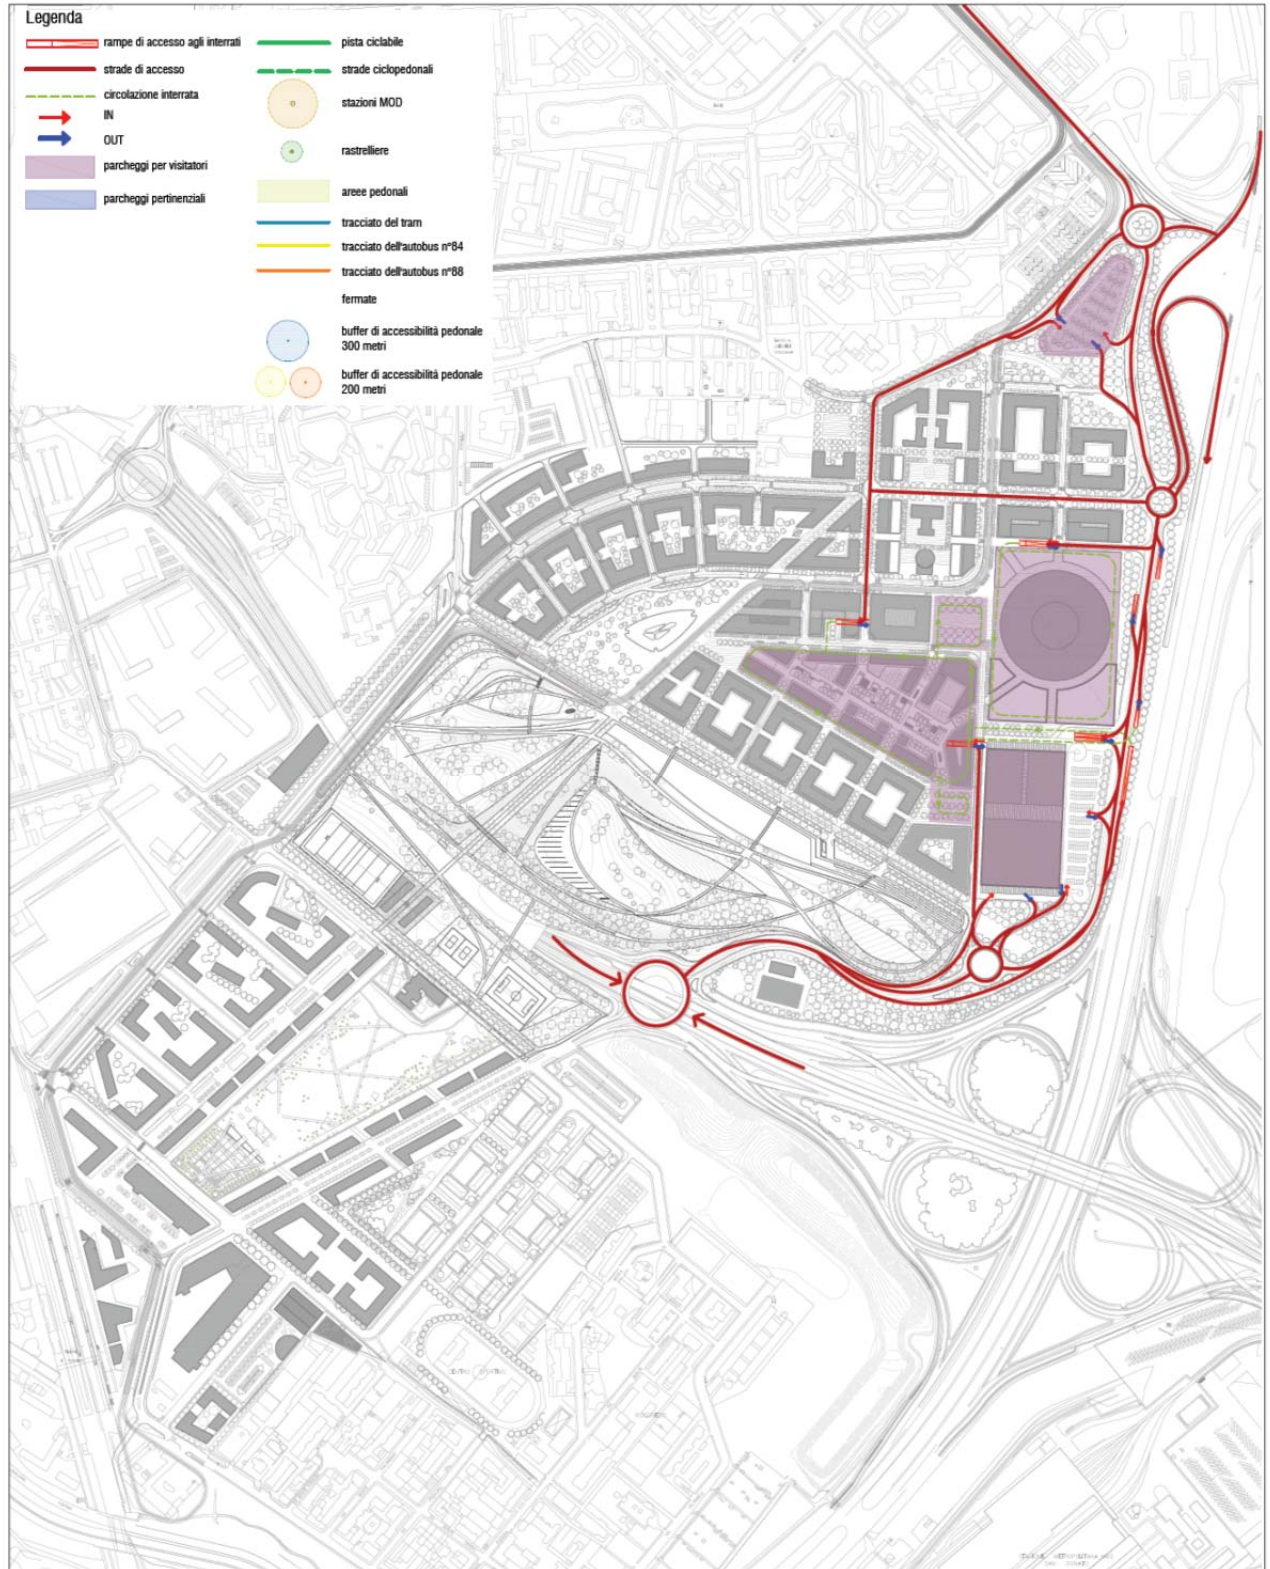 Legenda
rampe di accesso agli interrati
strade di accesso
circolazione interrata
IN
OUT
parcheggi per visitatori
parcheggi pertinenziali
pista ciclabile
strade ciclopedonali
stazioni MOD
rastrelliere
areee pedonali
tracciato del tram
tracciato dell'autobus n°84
tracciato dell'autobus n°88
fermate
buffer di accessibilità pedonale
300 metri
buffer di accessibilità pedonale
200 metri